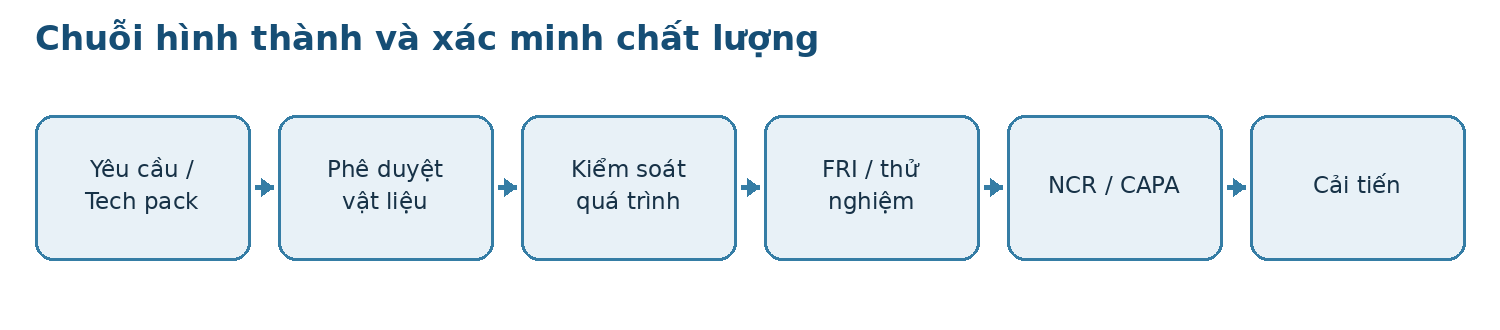 Chuỗi hình thành và xác minh chất lượng
Yêu cầu /
Tech pack
Phê duyệt
vật liệu
Kiểm soát
quá trình
FRI / thử
nghiệm
NCR / CAPA
Cải tiến